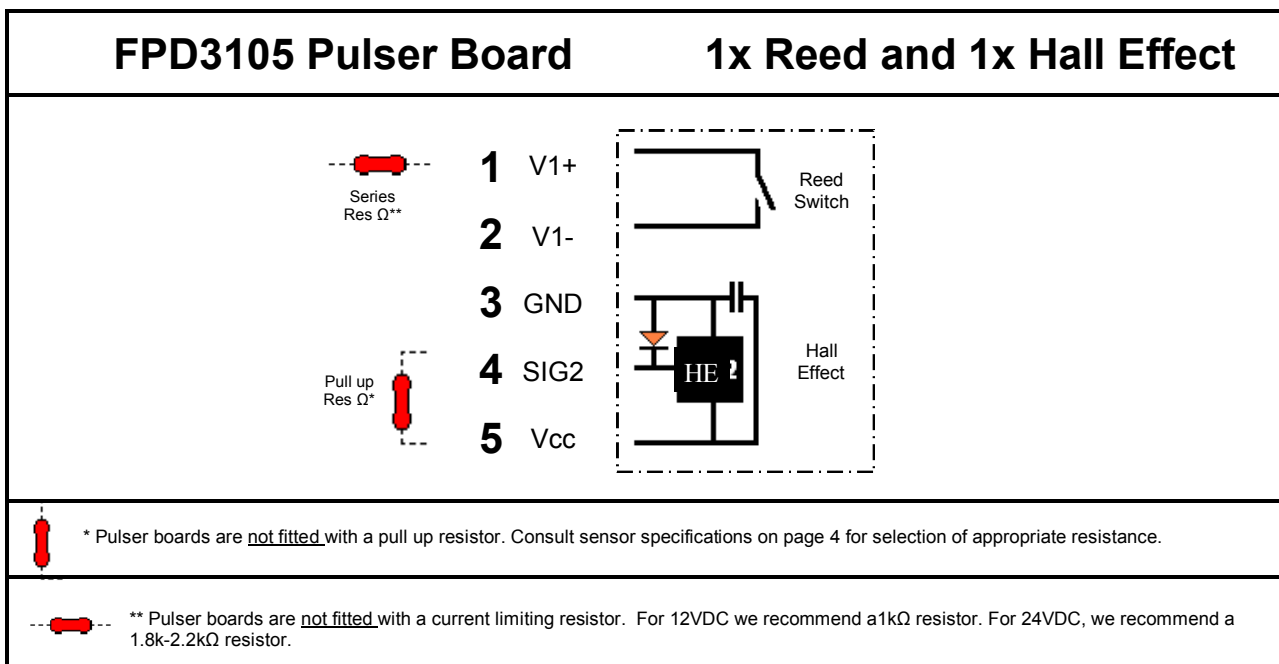 FPD3105 Pulser Board 1x Reed and 1x Hall Effect
Series
Res Ω**
1 V1+
Reed
Switch
2 V1-
3 GND
Pull up
Res Ω*
4 SIG2
HE 2
Hall
Effect
5 Vcc
* Pulser boards are not fitted with a pull up resistor. Consult sensor specifications on page 4 for selection of appropriate resistance.
** Pulser boards are not fitted with a current limiting resistor. For 12VDC we recommend a1kΩ resistor. For 24VDC, we recommend a
1.8k-2.2kΩ resistor.